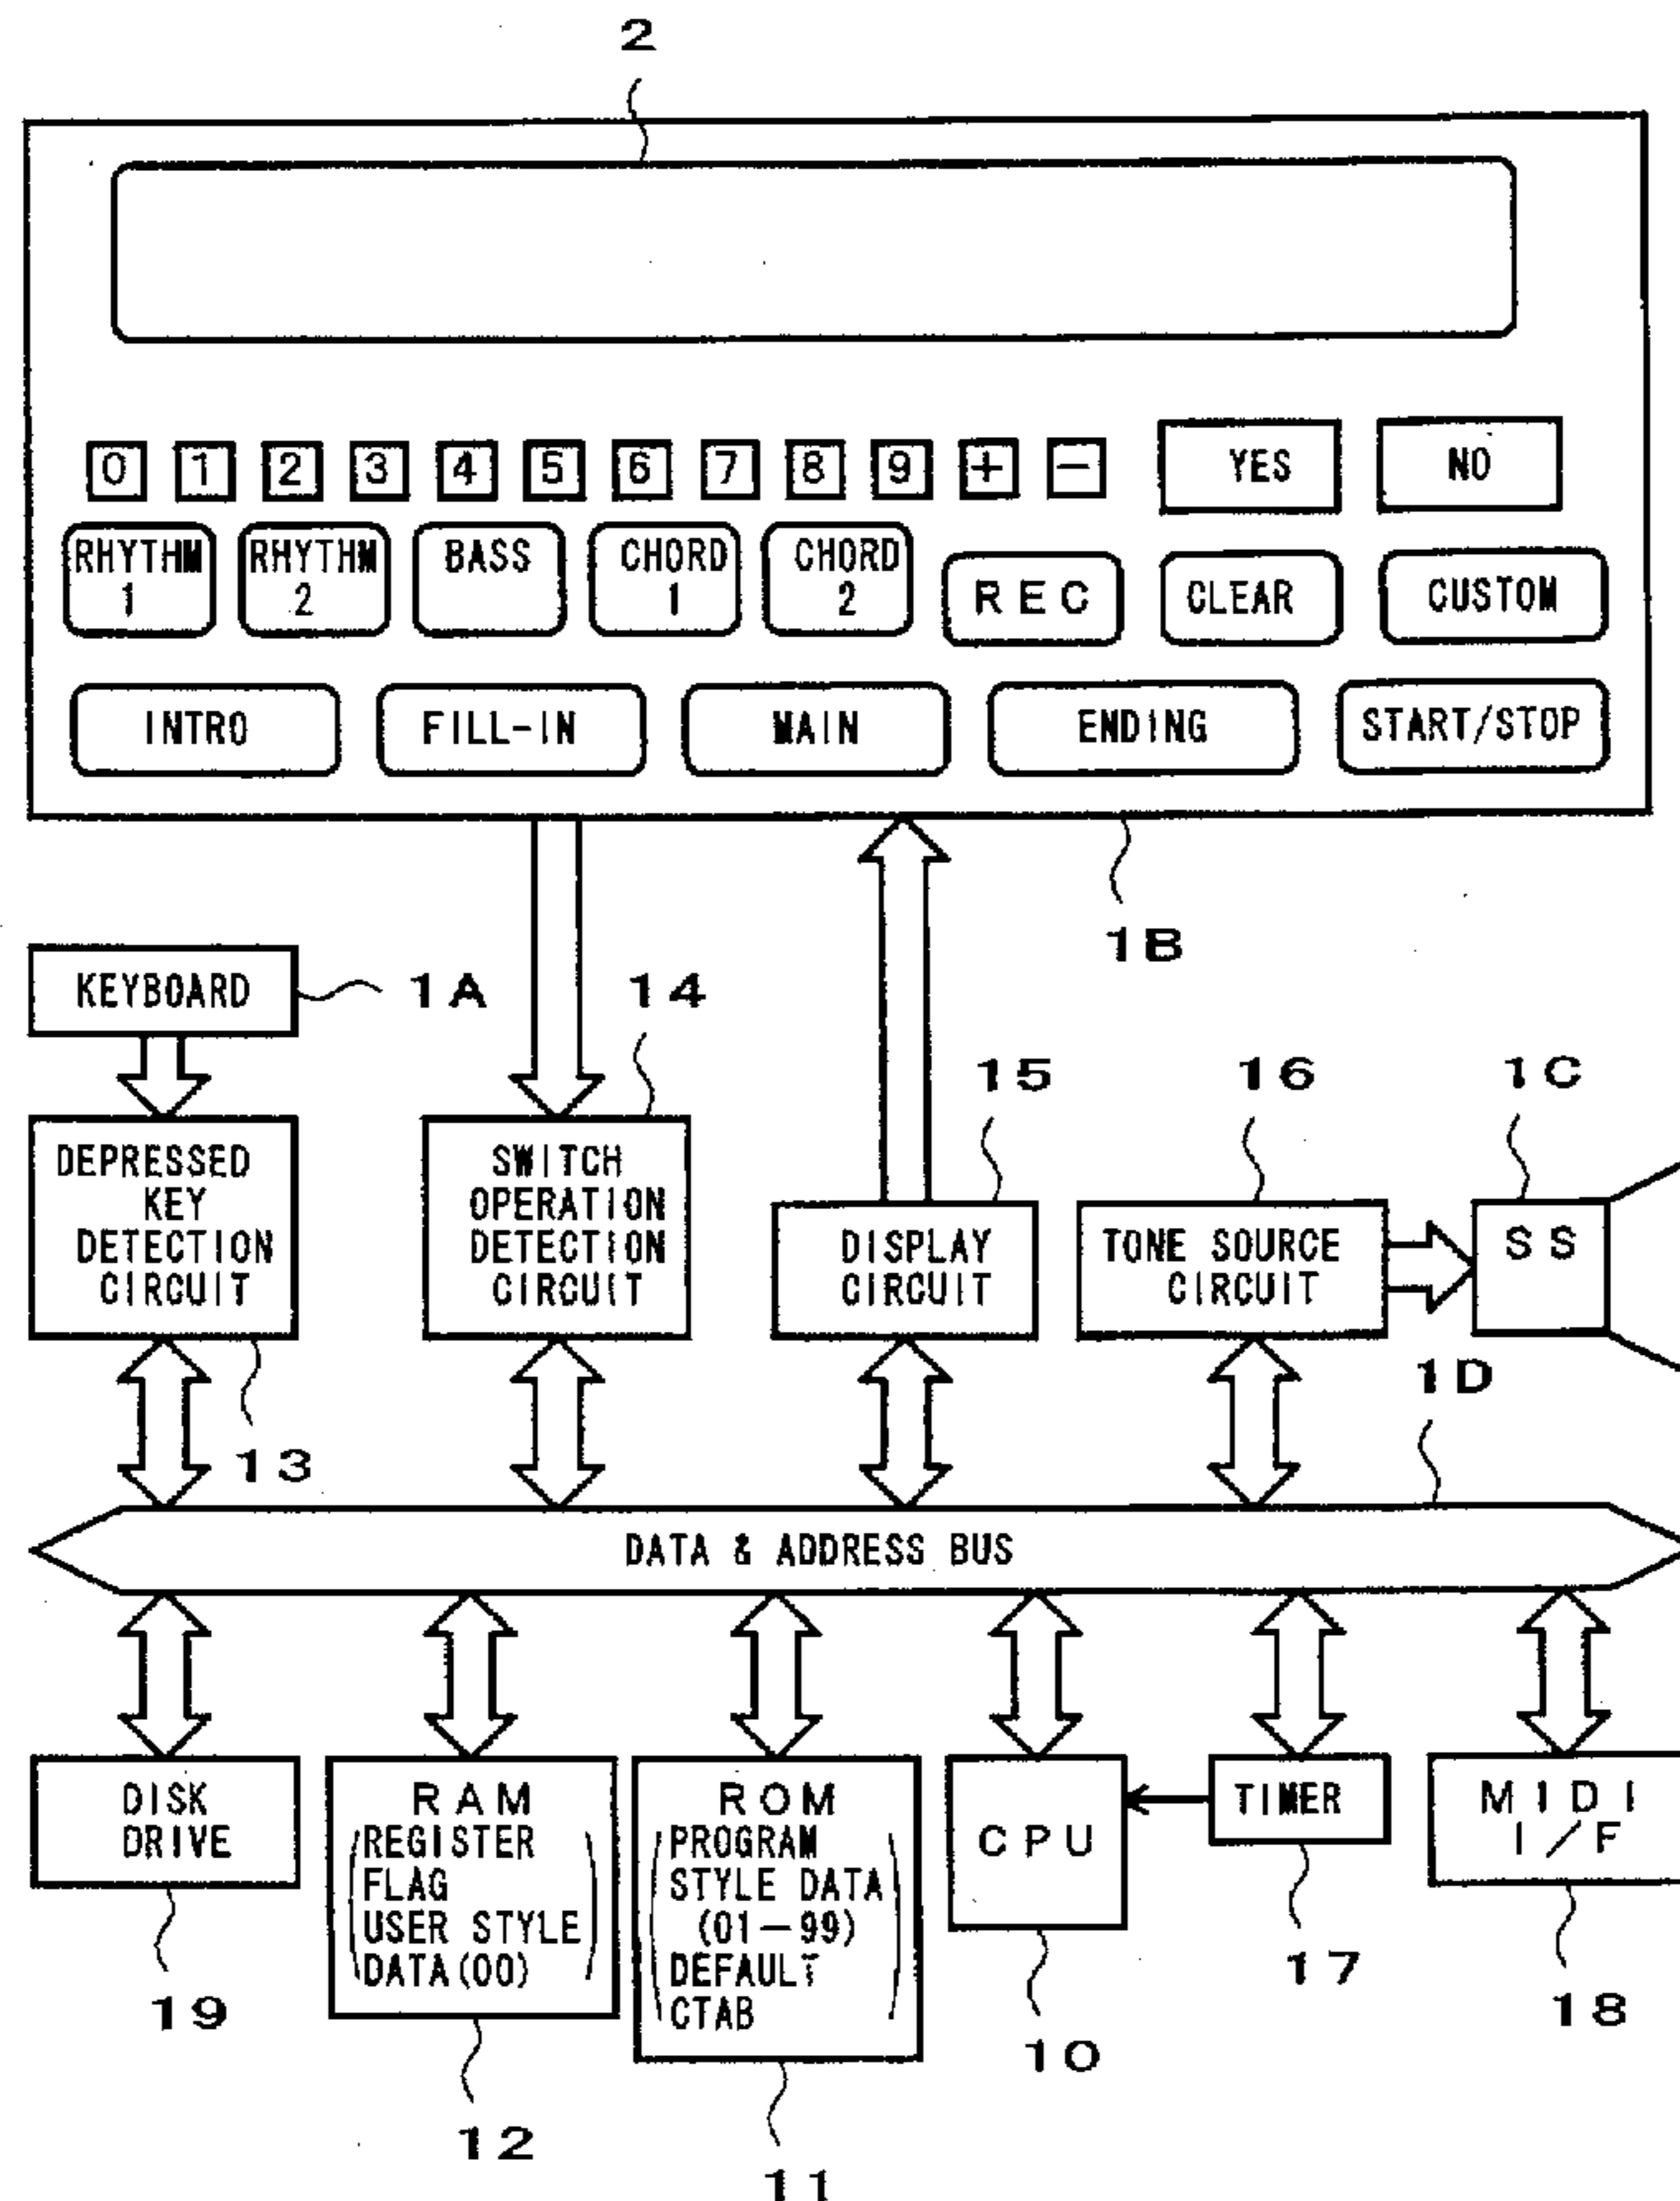 2
0 1 2 3 4 5 6 7 8 9 + − YES NO
RHYTHM 1
RHYTHM 2
BASS
CHORD 1
CHORD 2
REC
CLEAR
CUSTOM
INTRO
FILL-IN
MAIN
ENDING
START/STOP
1B
KEYBOARD
1A
14
15
16
1C
DEPRESSED
KEY
DETECTION
CIRCUIT
SWITCH
OPERATION
DETECTION
CIRCUIT
DISPLAY
CIRCUIT
TONE SOURCE
CIRCUIT
SS
1D
13
DATA & ADDRESS BUS
DISK
DRIVE
RAM
(REGISTER
FLAG
USER STYLE
DATA(00))
ROM
(PROGRAM
STYLE DATA
(01−99)
DEFAULT
CTAB)
CPU
TIMER
MIDI
I/F
19
12
11
10
17
18